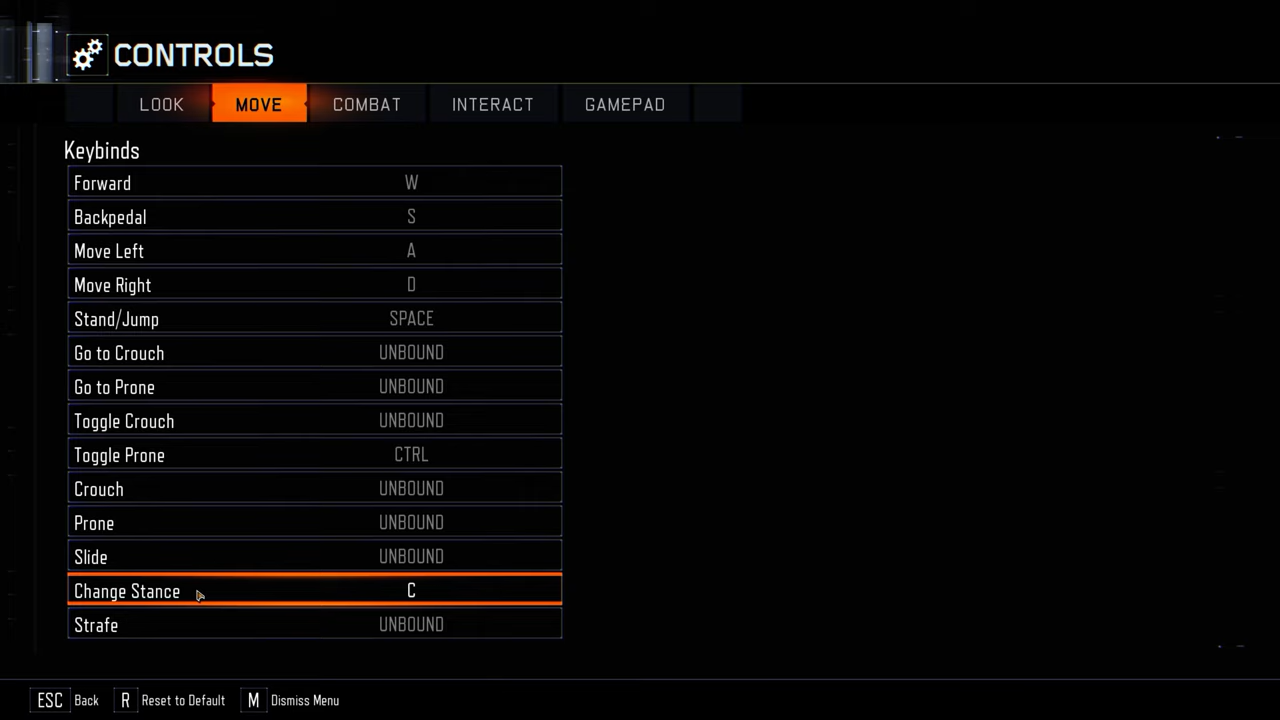 CONTROLS
LOOK MOVE COMBAT INTERACT GAMEPAD
Keybinds
Forward W
Backpedal S
Move Left A
Move Right D
Stand/Jump SPACE
Go to Crouch UNBOUND
Go to Prone UNBOUND
Toggle Crouch UNBOUND
Toggle Prone CTRL
Crouch UNBOUND
Prone UNBOUND
Slide UNBOUND
Change Stance C
Strafe UNBOUND
ESC Back R Reset to Default M Dismiss Menu